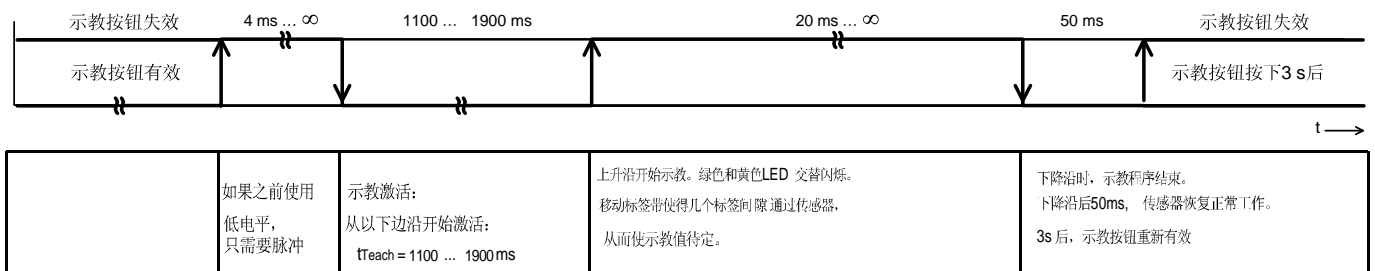 示教按钮失效 4 ms ... ∞ 1100 ... 1900 ms 20 ms ... ∞ 50 ms 示教按钮失效
示教按钮有效 示教按钮按下3 s后
t
如果之前使用
低电平，
只需要脉冲
示教激活：
从以下边沿开始激活：
tTeach = 1100 ... 1900 ms
上升沿开始示教。绿色和黄色LED 交替闪烁。
移动标签带使得几个标签间隙通过传感器，
从而使示教值待定。
下降沿时，示教程序结束。
下降沿后50ms, 传感器恢复正常工作。
3s 后，示教按钮重新有效